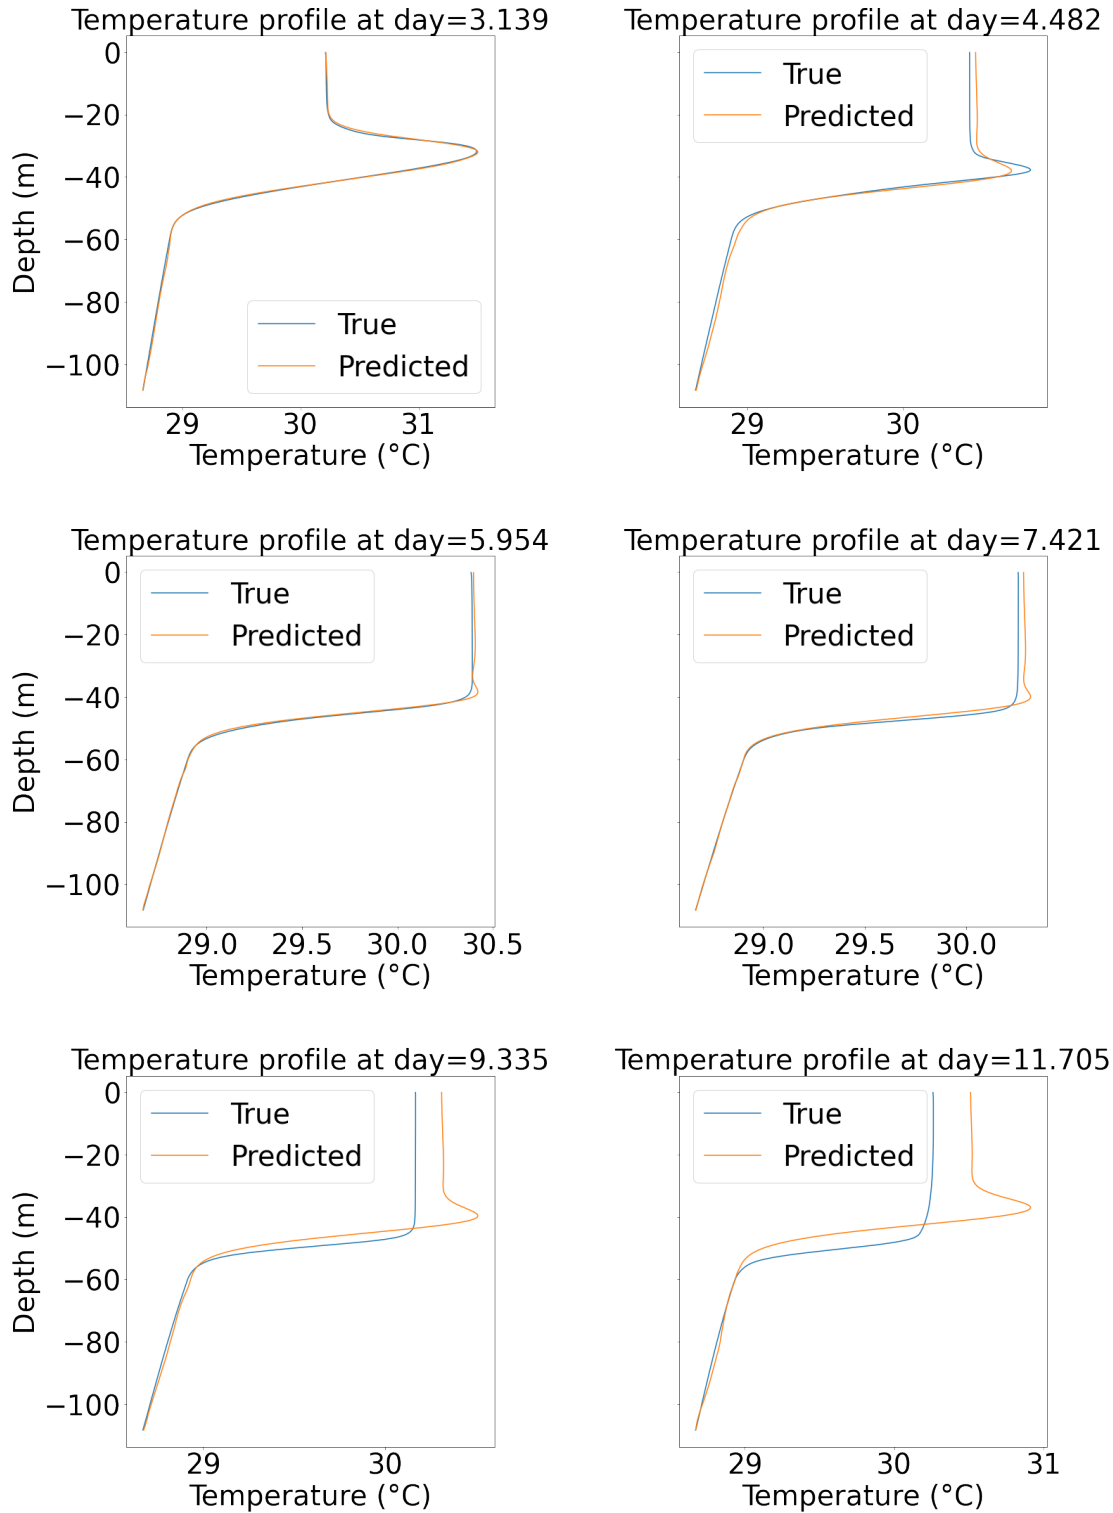 Temperature profile at day=3.139
0
−20
−40
−60
−80
−100
Depth (m)
True
Predicted
29 30 31
Temperature (°C)
Temperature profile at day=4.482
True
Predicted
29 30
Temperature (°C)
Temperature profile at day=5.954
0
−20
−40
−60
−80
−100
Depth (m)
True
Predicted
29.0 29.5 30.0 30.5
Temperature (°C)
Temperature profile at day=7.421
True
Predicted
29.0 29.5 30.0
Temperature (°C)
Temperature profile at day=9.335
0
−20
−40
−60
−80
−100
Depth (m)
True
Predicted
29 30
Temperature (°C)
Temperature profile at day=11.705
True
Predicted
29 30 31
Temperature (°C)